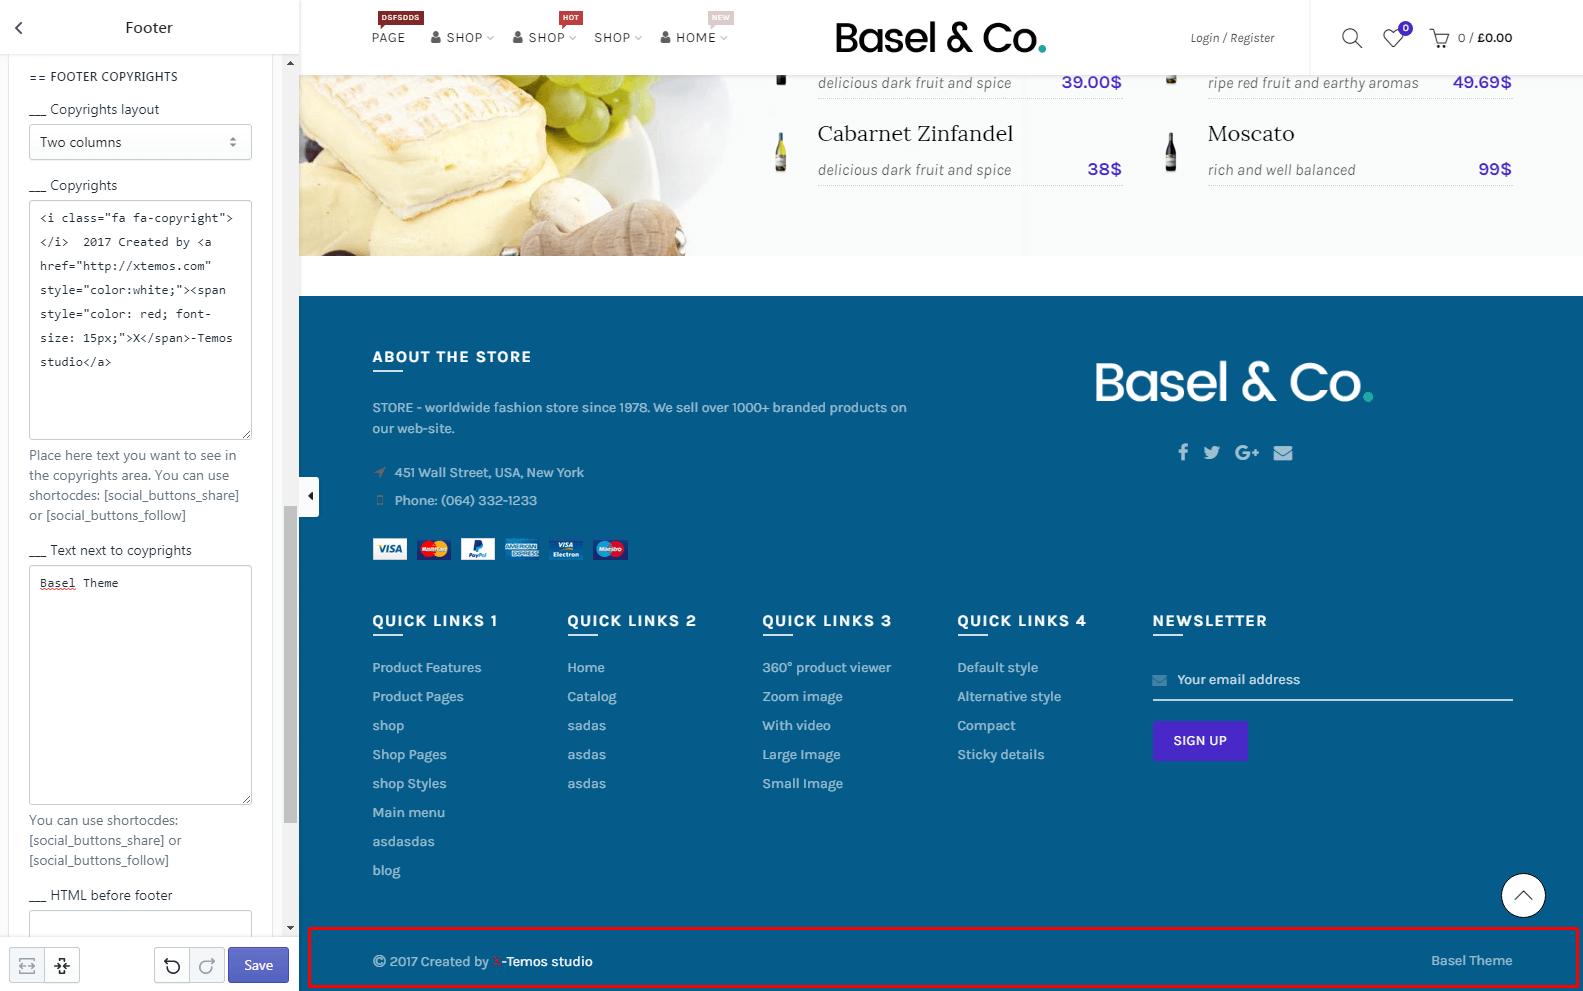 Footer
== FOOTER COPYRIGHTS
___ Copyrights layout
Two columns
___ Copyrights
<i class="fa fa-copyright">
</i>  2017 Created by <a
href="http://xtemos.com"
style="color:white;"><span
style="color: red; font-
size: 15px;">X</span>-Temos
studio</a>
Place here text you want to see in
the copyrights area. You can use
shortocdes: [social_buttons_share]
or [social_buttons_follow]
___ Text next to coyprights
Basel Theme
You can use shortocdes:
[social_buttons_share] or
[social_buttons_follow]
___ HTML before footer
Save
DSFSDDS HOT NEW
PAGE SHOP SHOP SHOP HOME
Basel & Co.
Login / Register
0
0 / £0.00
delicious dark fruit and spice 39.00$
ripe red fruit and earthy aromas 49.69$
Cabarnet Zinfandel
delicious dark fruit and spice 38$
Moscato
rich and well balanced 99$
ABOUT THE STORE
STORE - worldwide fashion store since 1978. We sell over 1000+ branded products on
our web-site.
451 Wall Street, USA, New York
Phone: (064) 332-1233
VISA MasterCard PayPal AMERICAN EXPRESS VISA Electron Maestro
Basel & Co.
G+
QUICK LINKS 1
Product Features
Product Pages
shop
Shop Pages
shop Styles
Main menu
asdasdas
blog
QUICK LINKS 2
Home
Catalog
sadas
asdas
asdas
QUICK LINKS 3
360° product viewer
Zoom image
With video
Large Image
Small Image
QUICK LINKS 4
Default style
Alternative style
Compact
Sticky details
NEWSLETTER
Your email address
SIGN UP
© 2017 Created by X-Temos studio
Basel Theme